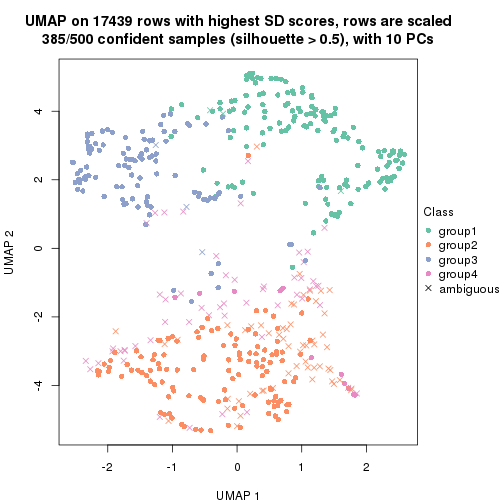 UMAP on 17439 rows with highest SD scores, rows are scaled
385/500 confident samples (silhouette > 0.5), with 10 PCs
4
2
0
-2
-4
UMAP 2
-2
-1
0
1
2
UMAP 1
Class
group1
group2
group3
group4
ambiguous